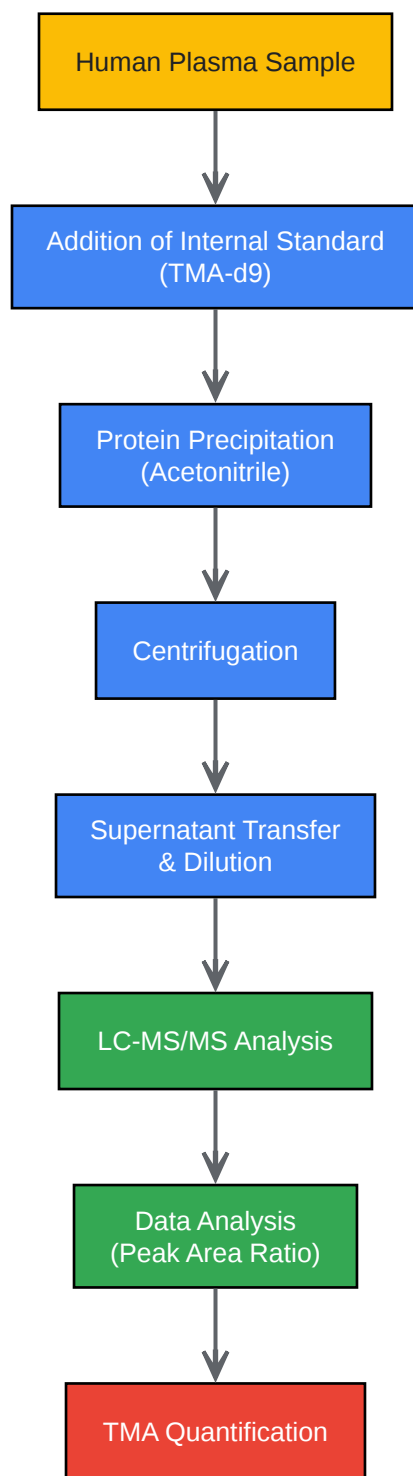 Human Plasma Sample
Addition of Internal Standard
(TMA-d9)
Protein Precipitation
(Acetonitrile)
Centrifugation
Supernatant Transfer
& Dilution
LC-MS/MS Analysis
Data Analysis
(Peak Area Ratio)
TMA Quantification